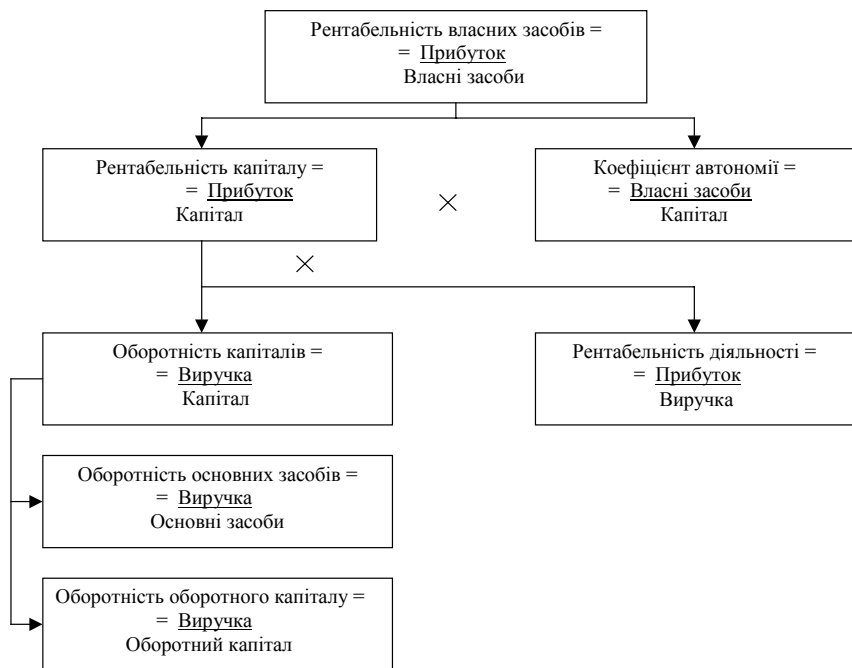 Рентабельність власних засобів =
= Прибуток
Власні засоби
Рентабельність капіталу =
= Прибуток
Капітал
×
Коефіцієнт автономії =
= Власні засоби
Капітал
×
Оборотність капіталів =
= Виручка
Капітал
Рентабельність діяльності =
= Прибуток
Виручка
Оборотність основних засобів =
= Виручка
Основні засоби
Оборотність оборотного капіталу =
= Виручка
Оборотний капітал